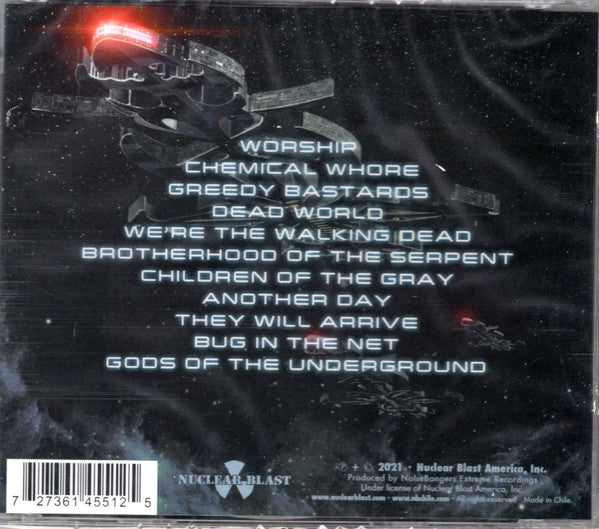 WORSHIP
CHEMICAL WHORE
GREEDY BASTARDS
DEAD WORLD
WE'RE THE WALKING DEAD
BROTHERHOOD OF THE SERPENT
CHILDREN OF THE GRAY
ANOTHER DAY
THEY WILL ARRIVE
BUG IN THE NET
GODS OF THE UNDERGROUND
7 27361 45512 5
NUCLEAR BLAST
℗ + © 2021 · Nuclear Blast America, Inc.
Produced by NoiseBangers Extreme Recordings
Under license of Nuclear Blast America, Inc.
www.nuclearblast.com - www.nbchile.com - All rights reserved - Made in Chile.